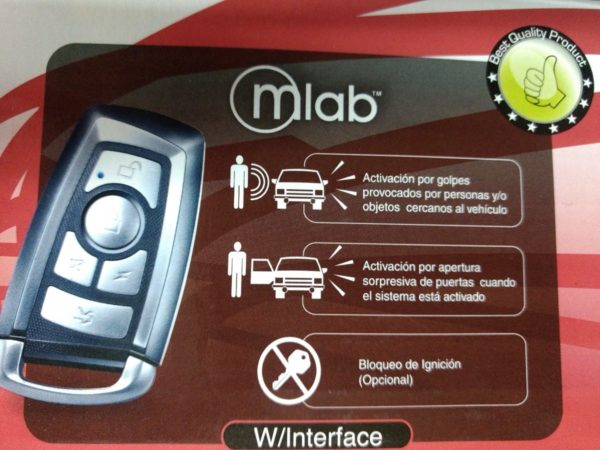 Best Quality Product
mlab™
Activación por golpes
provocados por personas y/o
objetos cercanos al vehículo
Activación por apertura
sorpresiva de puertas cuando
el sistema está activado
Bloqueo de Ignición
(Opcional)
W/Interface